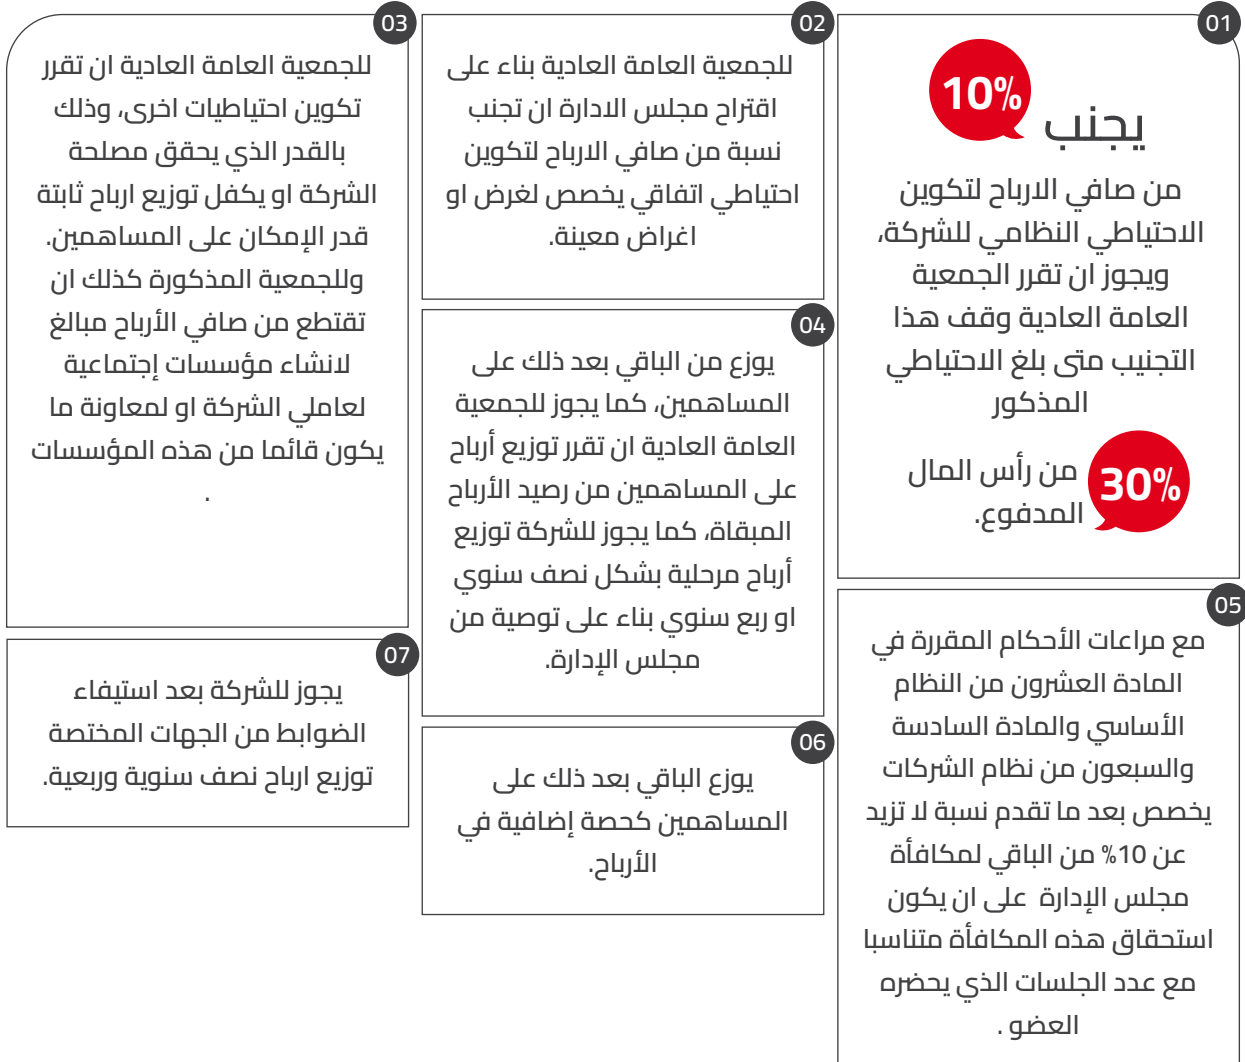 01
يجنب 10%
من صافي الارباح لتكوين
الاحتياطي النظامي للشركة،
ويجوز ان تقرر الجمعية
العامة العادية وقف هذا
التجنيب متى بلغ الاحتياطي
المذكور
30% من رأس المال
المدفوع.
02
للجمعية العامة العادية بناء على
اقتراح مجلس الادارة ان تجنب
نسبة من صافي الارباح لتكوين
احتياطي اتفاقي يخصص لغرض او
اغراض معينة.
03
للجمعية العامة العادية ان تقرر
تكوين احتياطيات اخرى، وذلك
بالقدر الذي يحقق مصلحة
الشركة او يكفل توزيع ارباح ثابتة
قدر الإمكان على المساهمين.
وللجمعية المذكورة كذلك ان
تقتطع من صافي الأرباح مبالغ
لانشاء مؤسسات إجتماعية
لعاملي الشركة او لمعاونة ما
يكون قائما من هذه المؤسسات
.
04
يوزع من الباقي بعد ذلك على
المساهمين، كما يجوز للجمعية
العامة العادية ان تقرر توزيع أرباح
على المساهمين من رصيد الأرباح
المبقاة، كما يجوز للشركة توزيع
أرباح مرحلية بشكل نصف سنوي
او ربع سنوي بناء على توصية من
مجلس الإدارة.
05
مع مراعات الأحكام المقررة في
المادة العشرون من النظام
الأساسي والمادة السادسة
والسبعون من نظام الشركات
يخصص بعد ما تقدم نسبة لا تزيد
عن 10% من الباقي لمكافأة
مجلس الإدارة على ان يكون
استحقاق هذه المكافأة متناسبا
مع عدد الجلسات الذي يحضره
العضو .
06
يوزع الباقي بعد ذلك على
المساهمين كحصة إضافية في
الأرباح.
07
يجوز للشركة بعد استيفاء
الضوابط من الجهات المختصة
توزيع ارباح نصف سنوية وربعية.